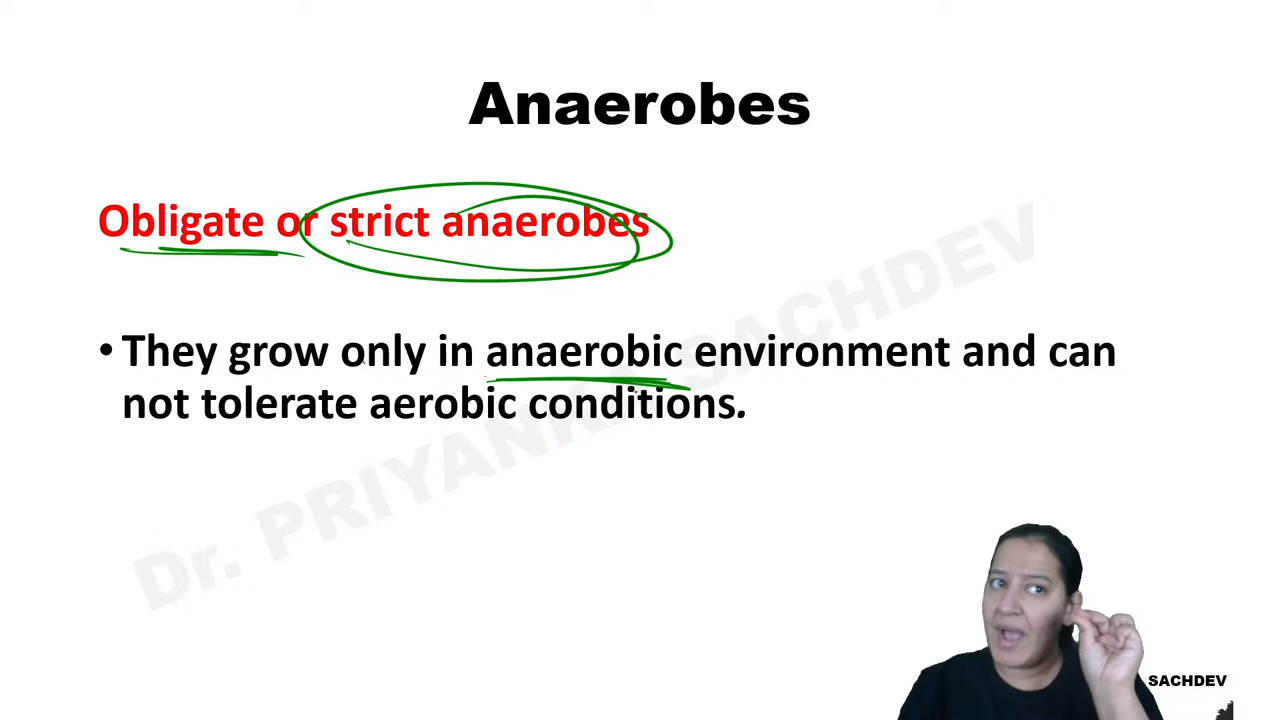 Anaerobes
Obligate or strict anaerobes
• They grow only in anaerobic environment and can
not tolerate aerobic conditions.
Dr. PRIYANKA SACHDEV
SACHDEV